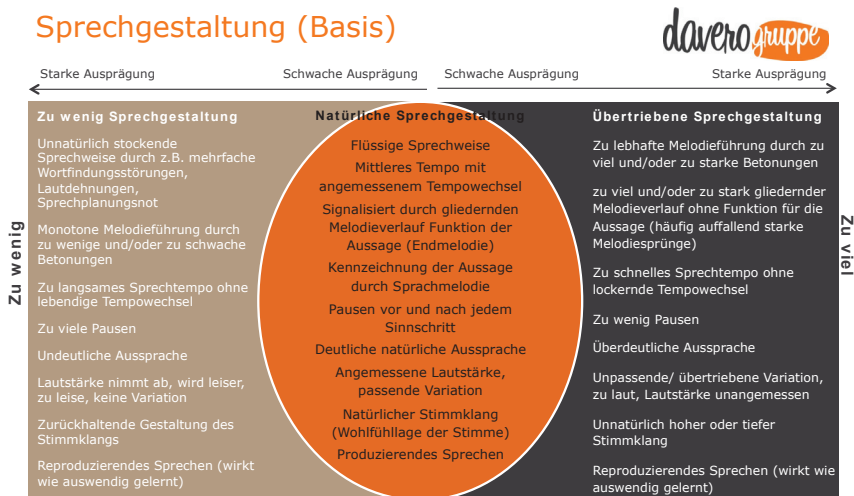 Sprechgestaltung (Basis)
davero gruppe
Starke Ausprägung
Schwache Ausprägung
Schwache Ausprägung
Starke Ausprägung
Zu wenig
Zu wenig Sprechgestaltung
Unnatürlich stockende
Sprechweise durch z.B. mehrfache
Wortfindungsstörungen,
Lautdehnungen,
Sprechplanungsnot
Monotone Melodieführung durch
zu wenige und/oder zu schwache
Betonungen
Zu langsames Sprechtempo ohne
lebendige Tempowechsel
Zu viele Pausen
Undeutliche Aussprache
Lautstärke nimmt ab, wird leiser,
zu leise, keine Variation
Zurückhaltende Gestaltung des
Stimmklangs
Reproduzierendes Sprechen (wirkt
wie auswendig gelernt)
Natürliche Sprechgestaltung
Flüssige Sprechweise
Mittleres Tempo mit
angemessenem Tempowechsel
Signalisiert durch gliedernden
Melodieverlauf Funktion der
Aussage (Endmelodie)
Kennzeichnung der Aussage
durch Sprachmelodie
Pausen vor und nach jedem
Sinnschritt
Deutliche natürliche Aussprache
Angemessene Lautstärke,
passende Variation
Natürlicher Stimmklang
(Wohlfühllage der Stimme)
Produzierendes Sprechen
Übertriebene Sprechgestaltung
Zu lebhafte Melodieführung durch zu
viel und/oder zu starke Betonungen
zu viel und/oder zu stark gliedernder
Melodieverlauf ohne Funktion für die
Aussage (häufig auffallend starke
Melodiesprünge)
Zu schnelles Sprechtempo ohne
lockernde Tempowechsel
Zu wenig Pausen
Überdeutliche Aussprache
Unpassende/ übertriebene Variation,
zu laut, Lautstärke unangemessen
Unnatürlich hoher oder tiefer
Stimmklang
Reproduzierendes Sprechen (wirkt wie
auswendig gelernt)
Zu viel